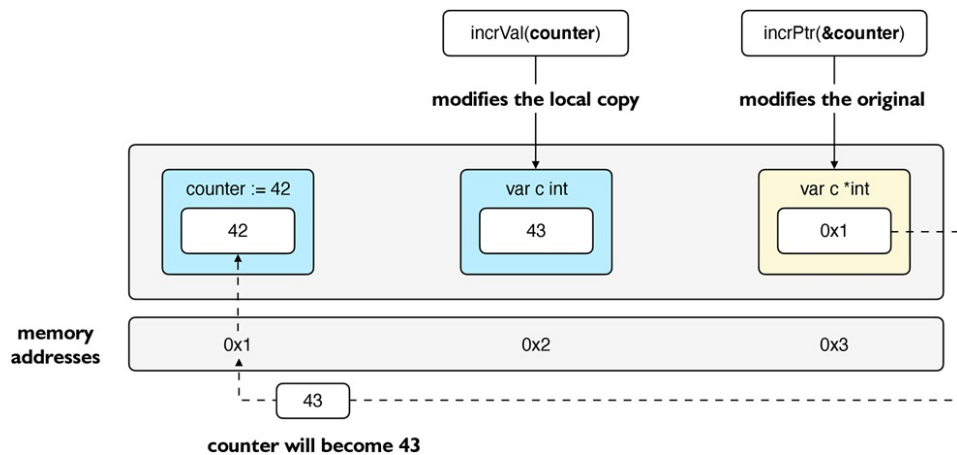 incrVal(counter)
incrPtr(&counter)
modifies the local copy
modifies the original
counter := 42
42
var c int
43
var c *int
0x1
memory
addresses
0x1
0x2
0x3
43
counter will become 43